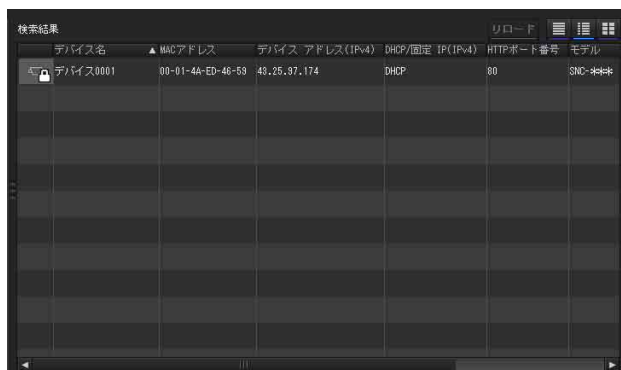 検索結果
リロード
デバイス名 ▲ MACアドレス デバイス アドレス(IPv4) DHCP/固定 IP(IPv4) HTTPポート番号 モデル
デバイス0001 00-01-4A-ED-46-59 43.25.97.174 DHCP 80 SNC-****